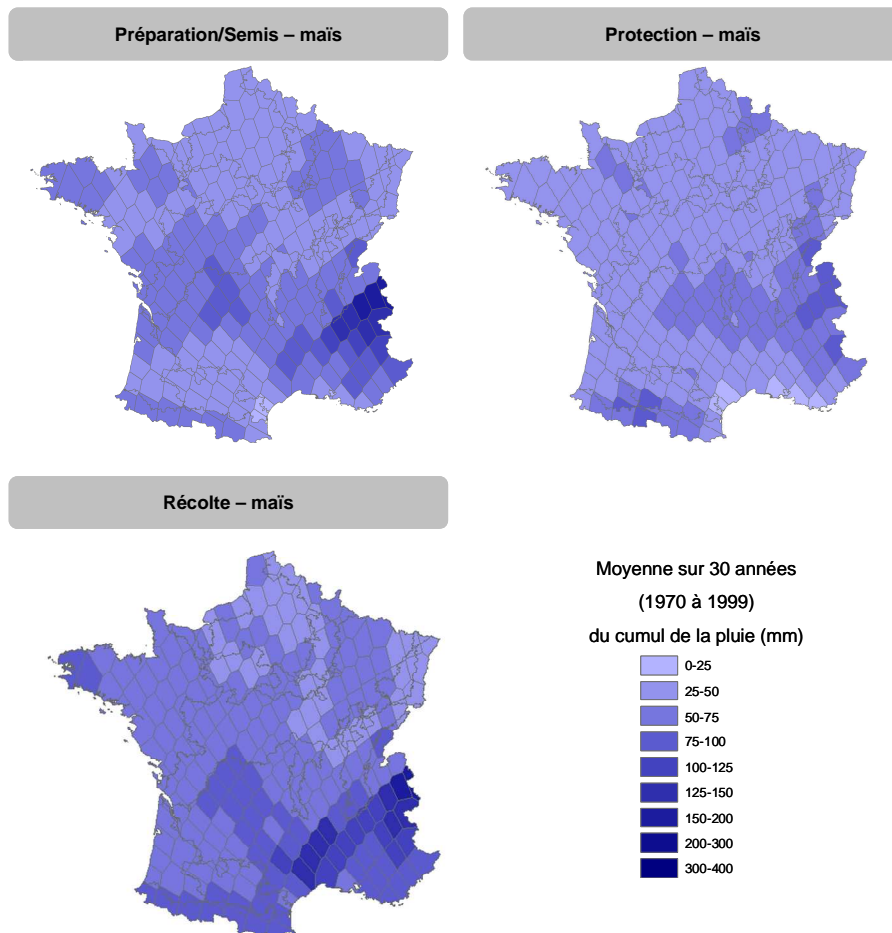 Préparation/Semis – maïs
Protection – maïs
Récolte – maïs
Moyenne sur 30 années
(1970 à 1999)
du cumul de la pluie (mm)
0-25
25-50
50-75
75-100
100-125
125-150
150-200
200-300
300-400